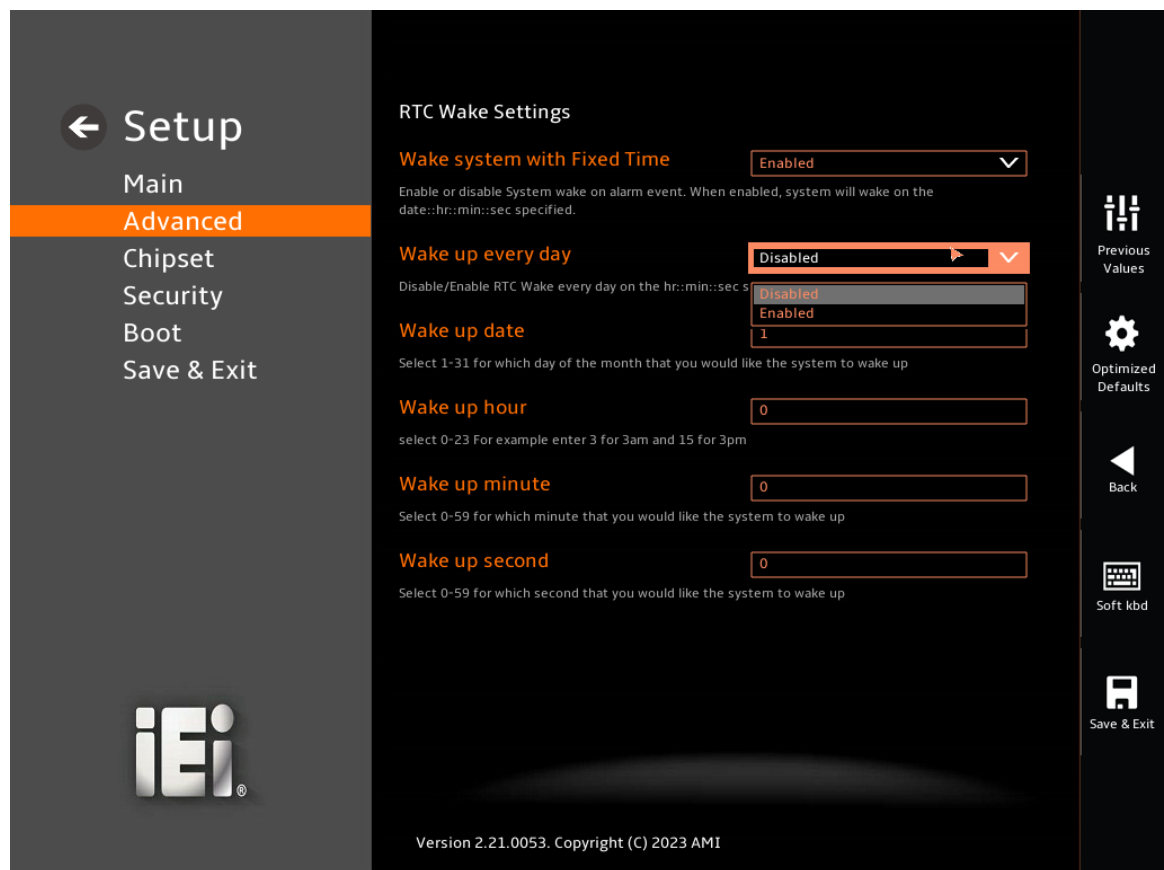 Setup
Main
Advanced
Chipset
Security
Boot
Save & Exit
iEi®
RTC Wake Settings
Wake system with Fixed Time
Enabled
Enable or disable System wake on alarm event. When enabled, system will wake on the
date::hr::min::sec specified.
Wake up every day
Disabled
Disable/Enable RTC Wake every day on the hr::min::sec
Disabled
Enabled
Wake up date
1
Select 1-31 for which day of the month that you would like the system to wake up
Wake up hour
0
select 0-23 For example enter 3 for 3am and 15 for 3pm
Wake up minute
0
Select 0-59 for which minute that you would like the system to wake up
Wake up second
0
Select 0-59 for which second that you would like the system to wake up
Version 2.21.0053. Copyright (C) 2023 AMI
Previous
Values
Optimized
Defaults
Back
Soft kbd
Save & Exit